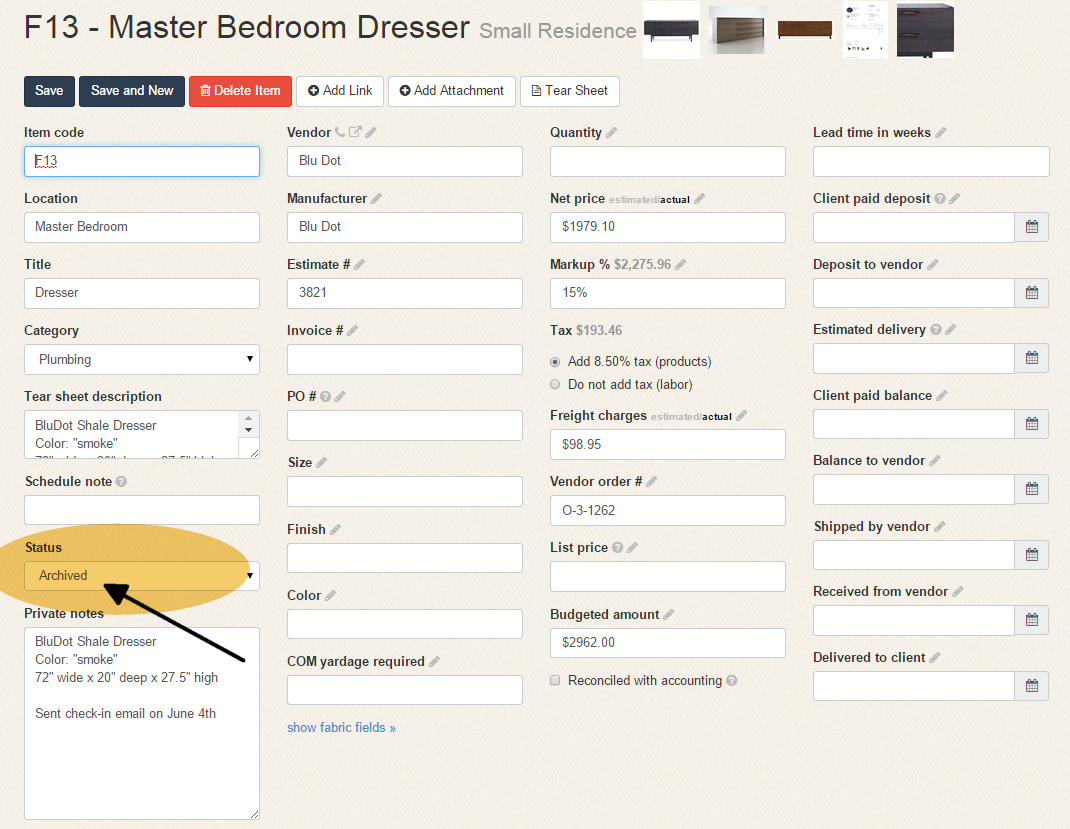 F13 - Master Bedroom Dresser Small Residence
Save Save and New Delete Item Add Link Add Attachment Tear Sheet
Item code
F13
Location
Master Bedroom
Title
Dresser
Category
Plumbing
Tear sheet description
BluDot Shale Dresser
Color: "smoke"
Schedule note
Status
Archived
Private notes
BluDot Shale Dresser
Color: "smoke"
72" wide x 20" deep x 27.5" high
Sent check-in email on June 4th
Vendor
Blu Dot
Manufacturer
Blu Dot
Estimate #
3821
Invoice #
PO #
Size
Finish
Color
COM yardage required
show fabric fields »
Quantity
Net price estimated/actual
$1979.10
Markup % $2,275.96
15%
Tax $193.46
Add 8.50% tax (products)
Do not add tax (labor)
Freight charges estimated/actual
$98.95
Vendor order #
O-3-1262
List price
Budgeted amount
$2962.00
Reconciled with accounting
Lead time in weeks
Client paid deposit
Deposit to vendor
Estimated delivery
Client paid balance
Balance to vendor
Shipped by vendor
Received from vendor
Delivered to client